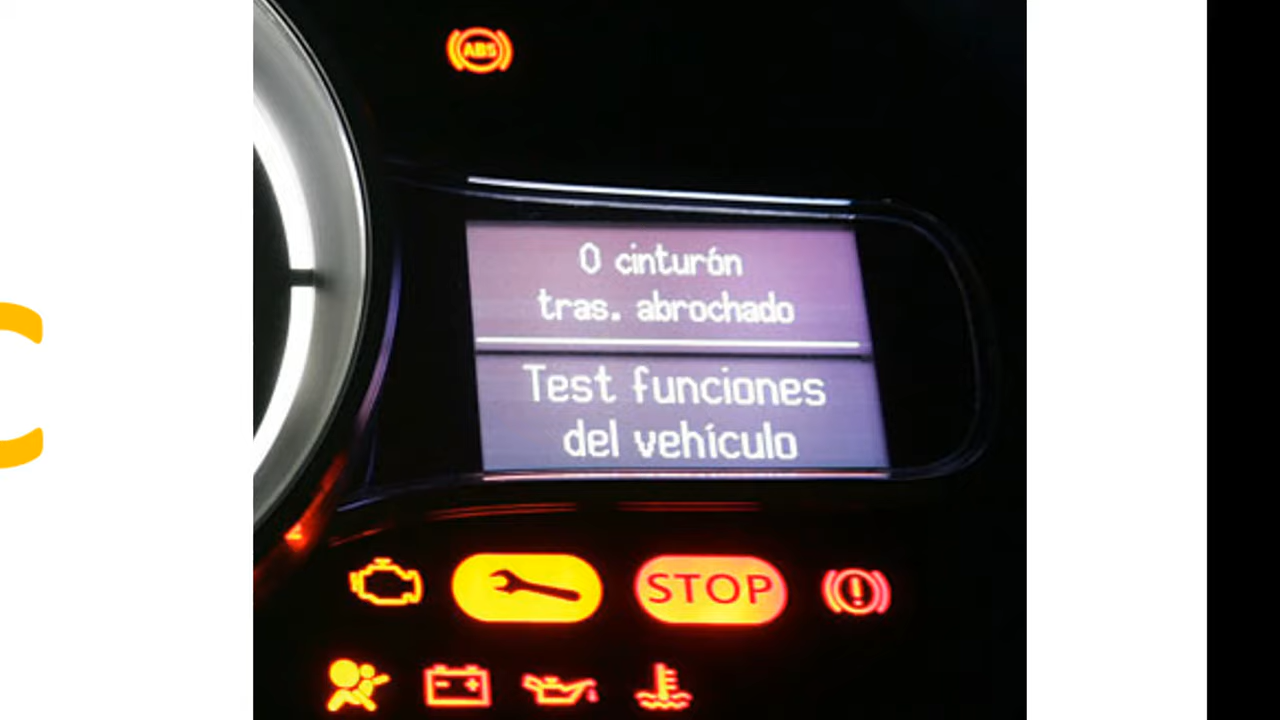 ABS
0 cinturón
tras. abrochado
Test funciones
del vehículo
STOP